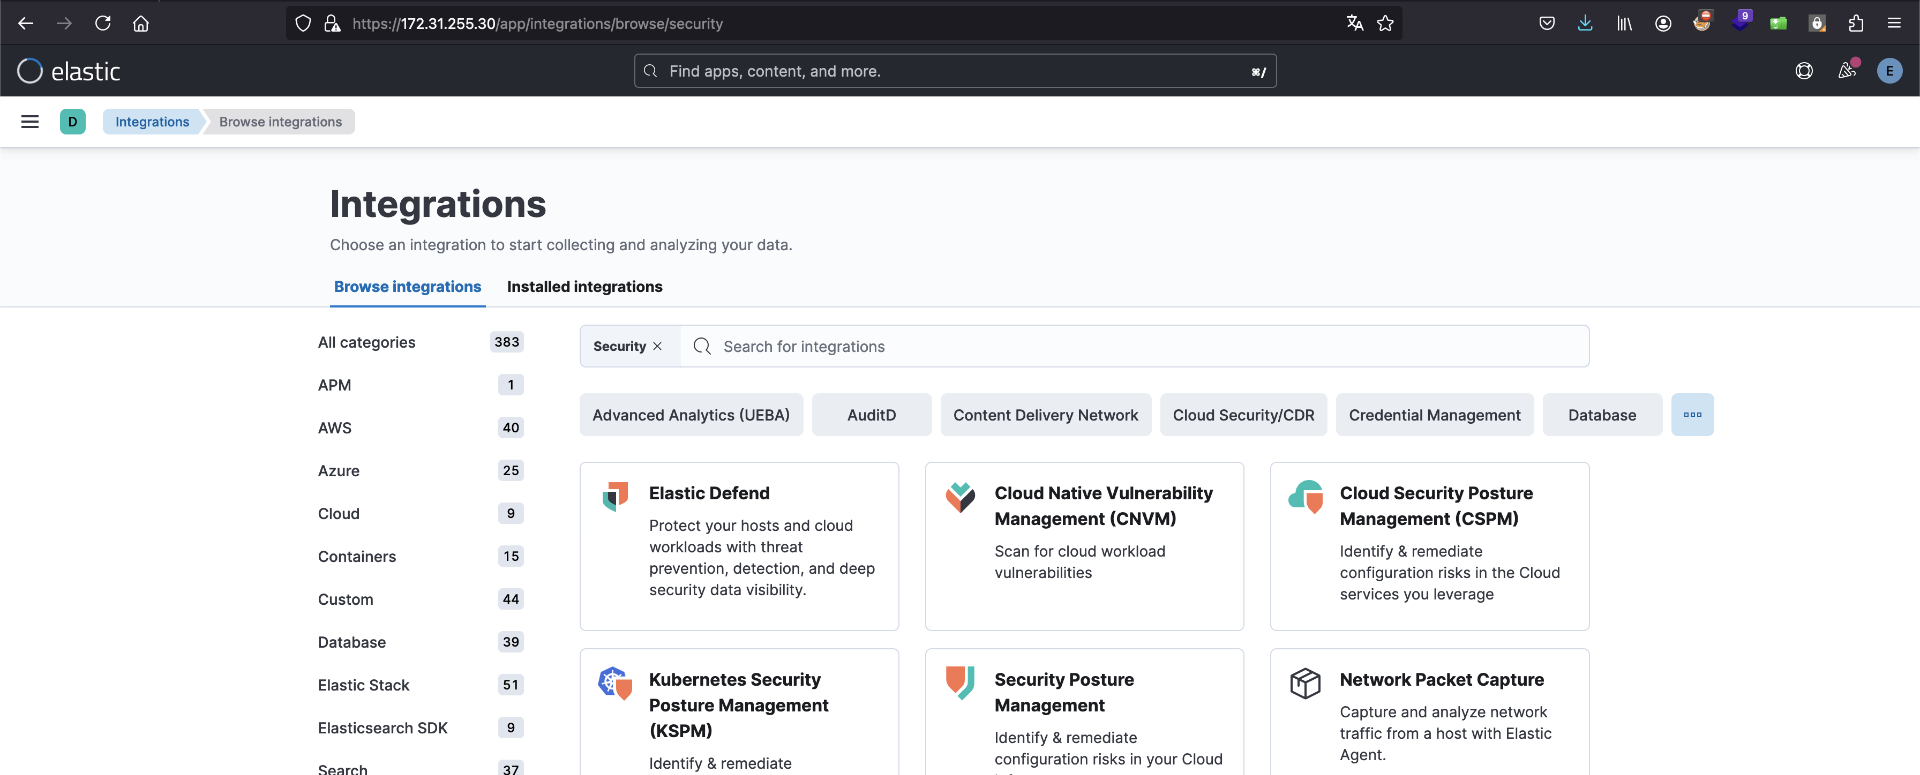 https://172.31.255.30/app/integrations/browse/security
9
elastic
Find apps, content, and more.
⌘/
E
D
Integrations
Browse integrations
Integrations
Choose an integration to start collecting and analyzing your data.
Browse integrations
Installed integrations
All categories 383
APM 1
AWS 40
Azure 25
Cloud 9
Containers 15
Custom 44
Database 39
Elastic Stack 51
Elasticsearch SDK 9
Search 37
Security ×
Search for integrations
Advanced Analytics (UEBA)
AuditD
Content Delivery Network
Cloud Security/CDR
Credential Management
Database
Elastic Defend
Protect your hosts and cloud
workloads with threat
prevention, detection, and deep
security data visibility.
Cloud Native Vulnerability
Management (CNVM)
Scan for cloud workload
vulnerabilities
Cloud Security Posture
Management (CSPM)
Identify & remediate
configuration risks in the Cloud
services you leverage
Kubernetes Security
Posture Management
(KSPM)
Identify & remediate
Security Posture
Management
Identify & remediate
configuration risks in your Cloud
Network Packet Capture
Capture and analyze network
traffic from a host with Elastic
Agent.